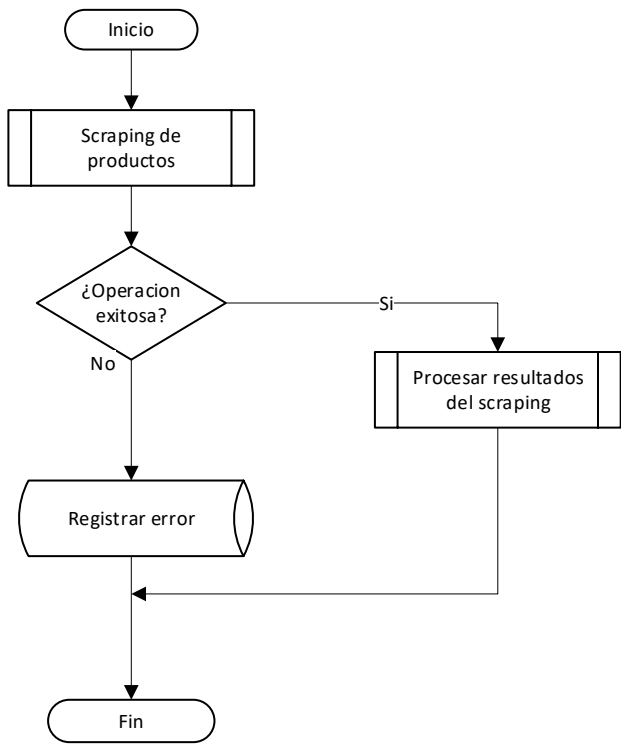 Inicio
Scraping de
productos
¿Operacion
exitosa?
Si
No
Procesar resultados
del scraping
Registrar error
Fin